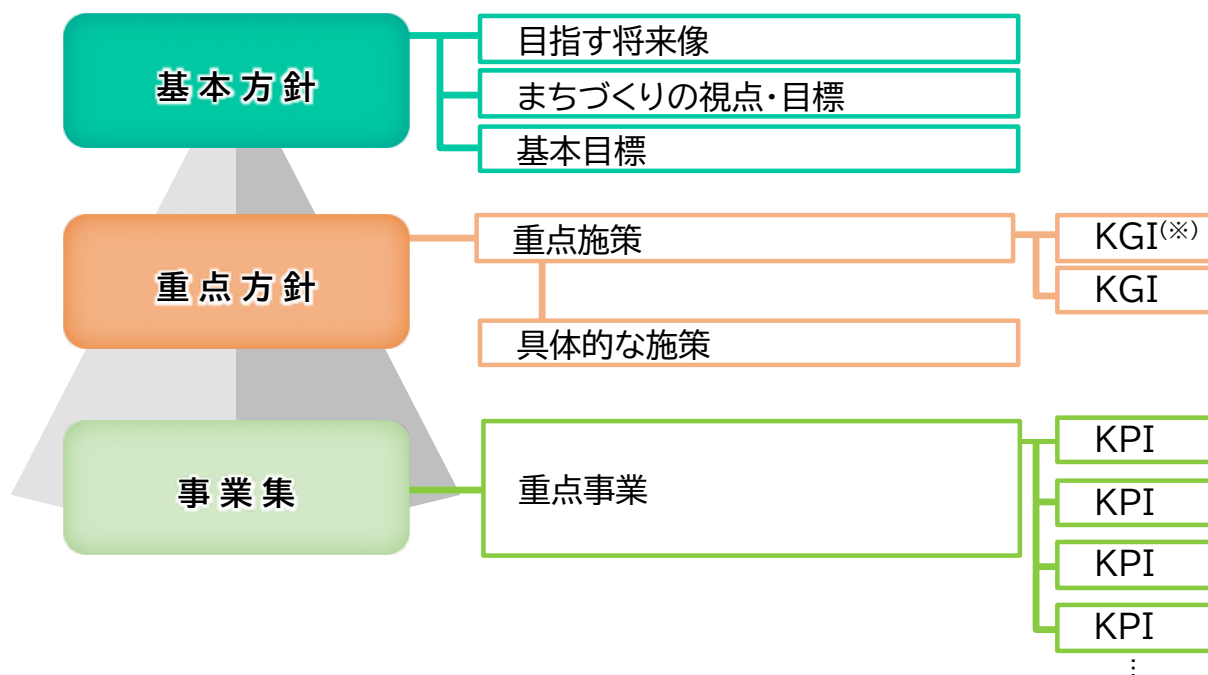 基本方針
目指す将来像
まちづくりの視点・目標
基本目標
重点方針
重点施策
KGI(※)
KGI
具体的な施策
事業集
重点事業
KPI
KPI
KPI
KPI
⋮